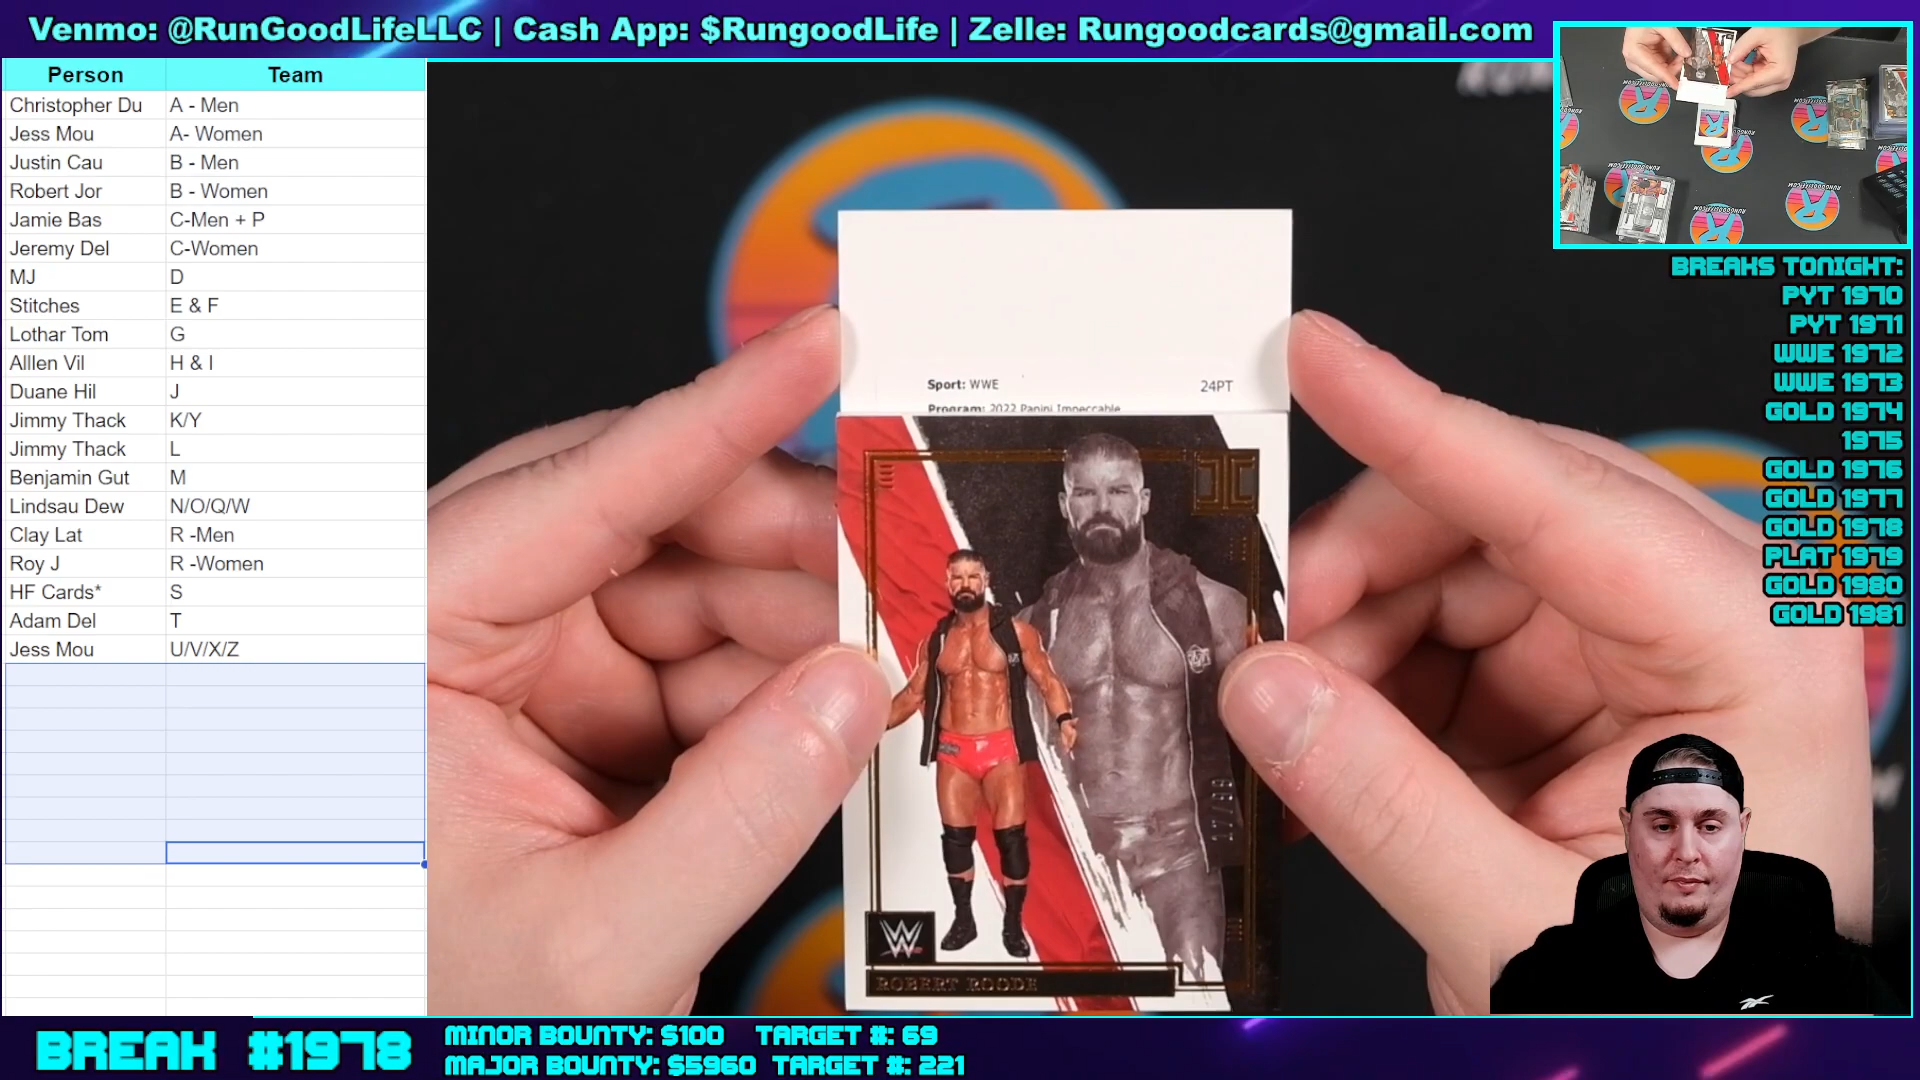 Venmo: @RunGoodLifeLLC | Cash App: $RungoodLife | Zelle: Rungoodcards@gmail.com
Person Team
Christopher Du A - Men
Jess Mou A- Women
Justin Cau B - Men
Robert Jor B - Women
Jamie Bas C-Men + P
Jeremy Del C-Women
MJ D
Stitches E & F
Lothar Tom G
Alllen Vil H & I
Duane Hil J
Jimmy Thack K/Y
Jimmy Thack L
Benjamin Gut M
Lindsau Dew N/O/Q/W
Clay Lat R -Men
Roy J R -Women
HF Cards* S
Adam Del T
Jess Mou U/V/X/Z
Sport: WWE 24PT
Program: 2022 Panini Impeccable
ROBERT ROODE
BREAKS TONIGHT:
PYT 1970
PYT 1971
WWE 1972
WWE 1973
GOLD 1974
1975
GOLD 1976
GOLD 1977
GOLD 1978
PLAT 1979
GOLD 1980
GOLD 1981
BREAK #1978
MINOR BOUNTY: $100 TARGET #: 69
MAJOR BOUNTY: $5960 TARGET #: 221